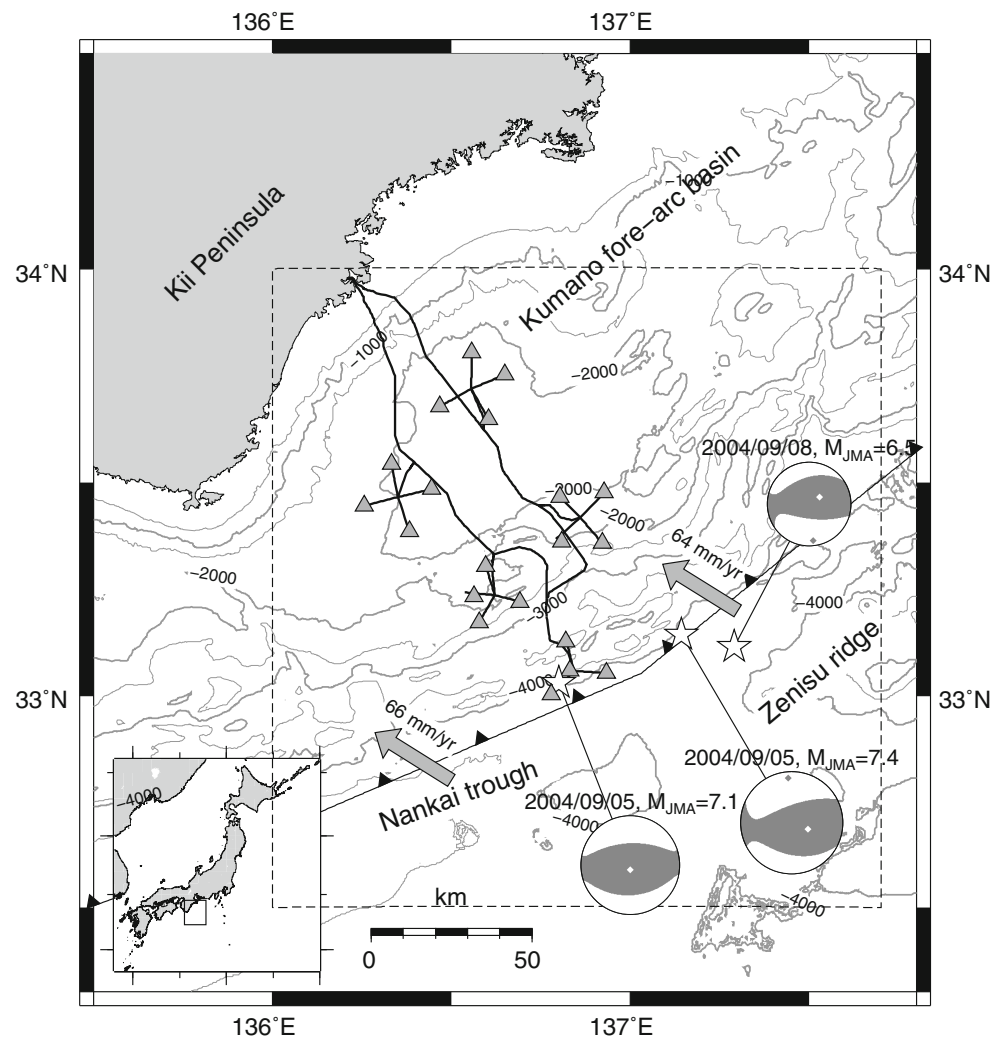 136°E 137°E
−1000
Kumano fore−arc basin
Kii Peninsula
34°N 34°N
−1000
−2000
2004/09/08, MJMA=6.5
−2000
−2000
64 mm/yr
−2000
−3000
−4000
Zenisu ridge
−4000
33°N 33°N
66 mm/yr
2004/09/05, MJMA=7.4
Nankai trough
2004/09/05, MJMA=7.1
−4000
−4000
−4000
km
0 50
136°E 137°E